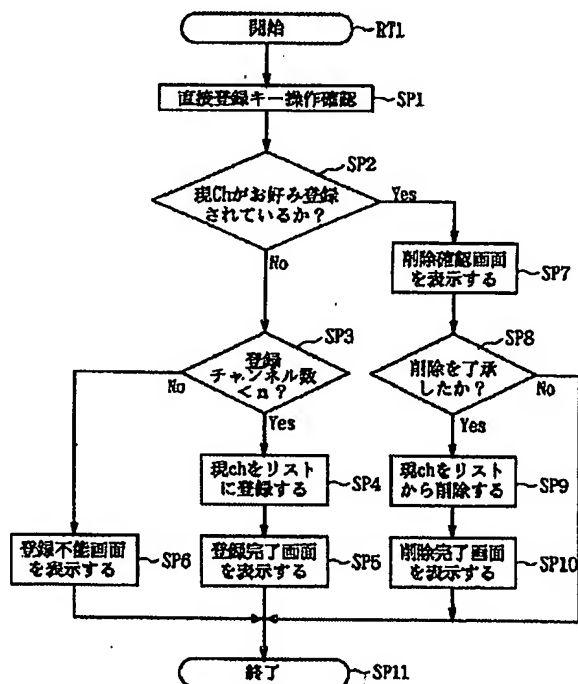 開始
RT1
直接登録キー操作確認
SP1
SP2
現Chがお好み登録
されているか？
Yes
No
削除確認画面
を表示する
SP7
SP3
登録
チャンネル数
＜n？
No
Yes
SP8
削除を了承
したか？
No
Yes
現chをリスト
に登録する
SP4
現chをリスト
から削除する
SP9
登録不能画面
を表示する
SP6
登録完了画面
を表示する
SP5
削除完了画面
を表示する
SP10
終了
SP11